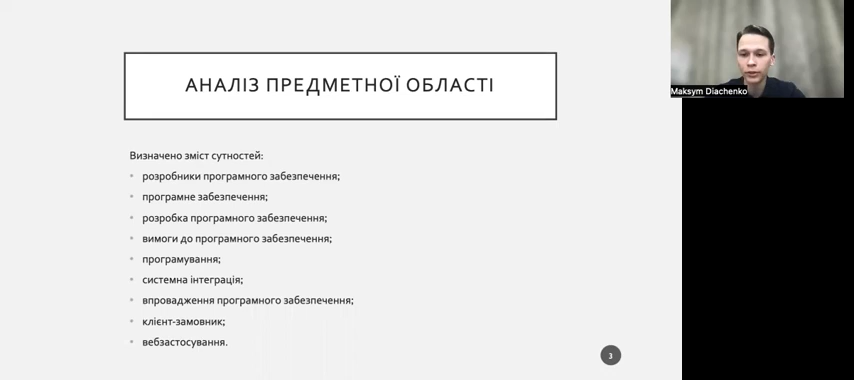 АНАЛІЗ ПРЕДМЕТНОЇ ОБЛАСТІ
Maksym Diachenko
Визначено зміст сутностей:
• розробники програмного забезпечення;
• програмне забезпечення;
• розробка програмного забезпечення;
• вимоги до програмного забезпечення;
• програмування;
• системна інтеграція;
• впровадження програмного забезпечення;
• клієнт-замовник;
• вебзастосування.
3